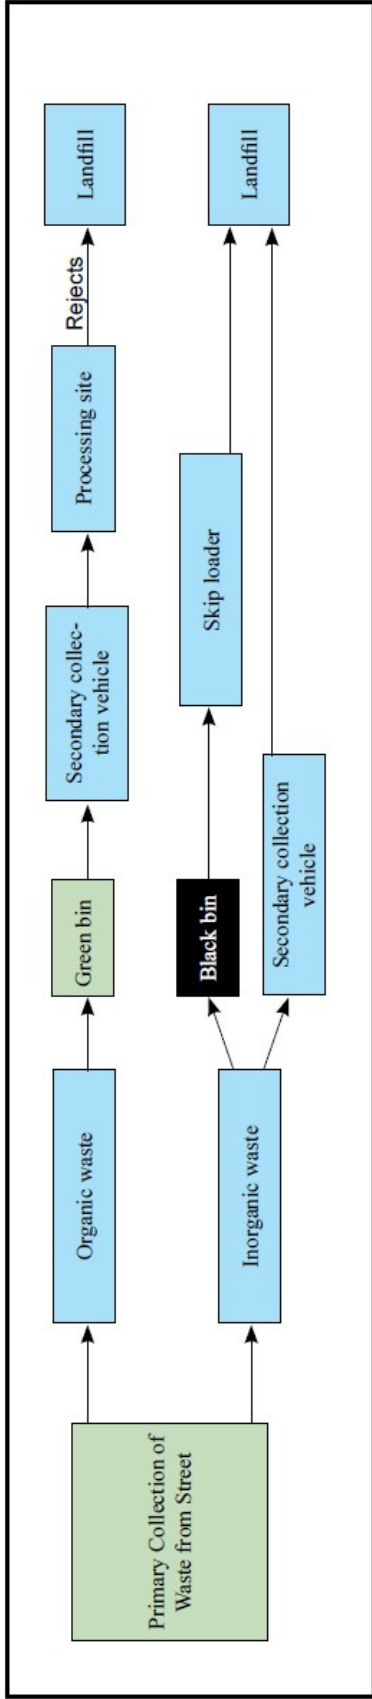 Primary Collection of
Waste from Street
Organic waste
Green bin
Secondary collec-
tion vehicle
Processing site
Rejects
Landfill
Inorganic waste
Black bin
Skip loader
Secondary collection
vehicle
Landfill